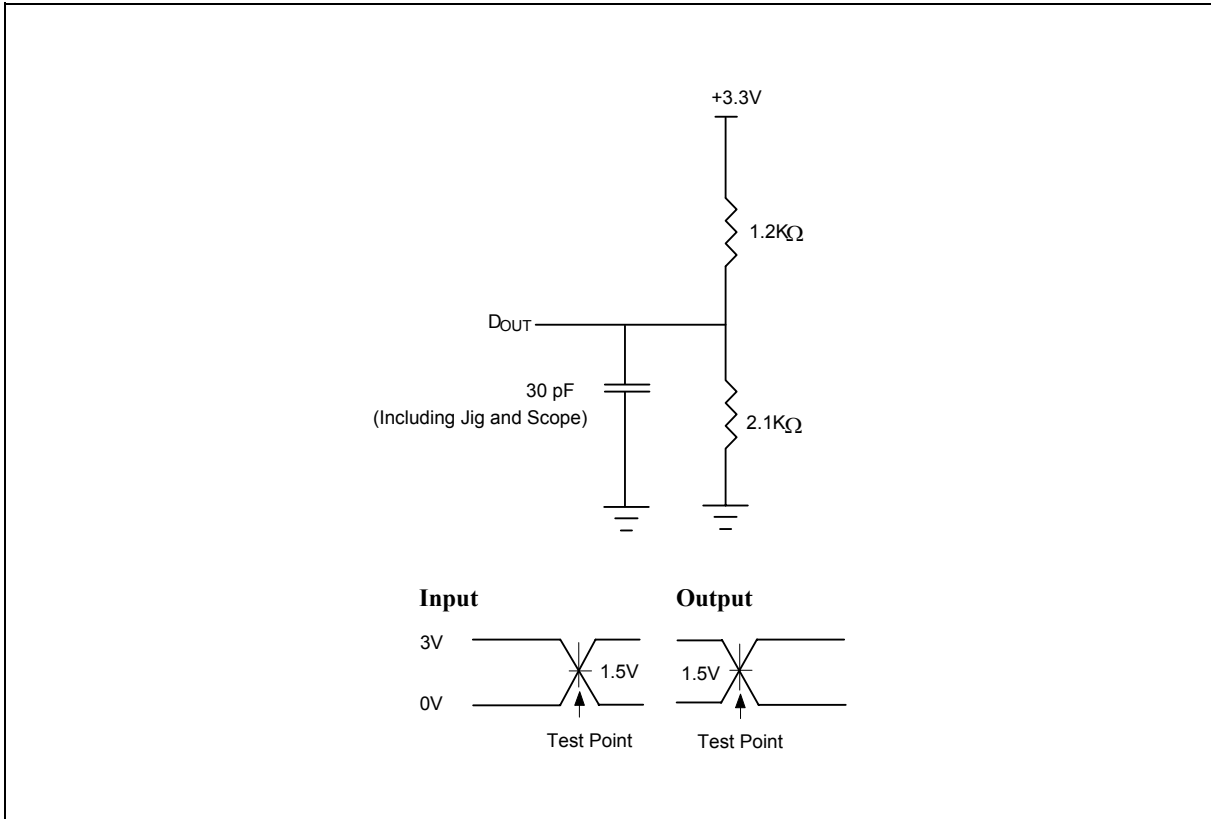 +3.3V
1.2KΩ
DOUT
30 pF
(Including Jig and Scope)
2.1KΩ
Input
Output
3V
1.5V
1.5V
0V
Test Point
Test Point